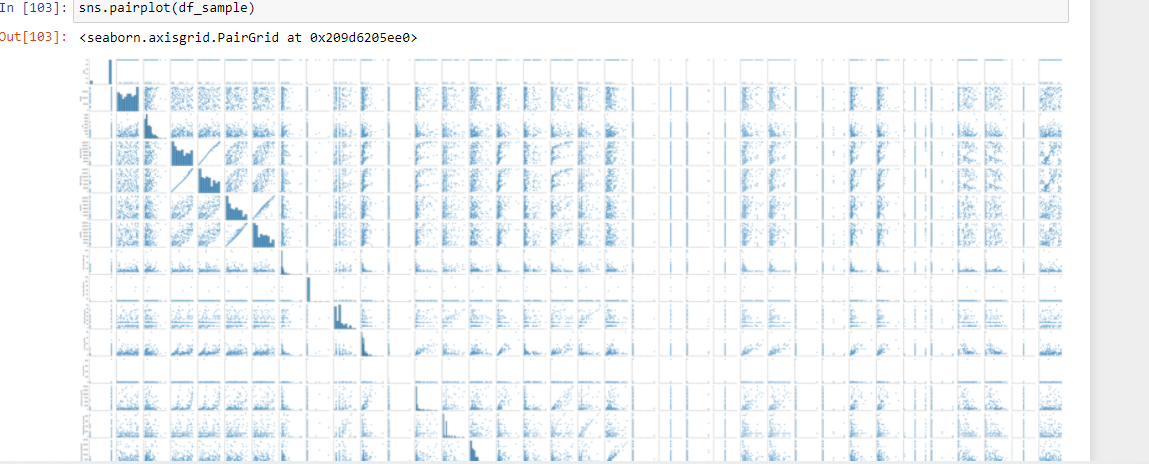 In [103]: sns.pairplot(df_sample)
Out[103]: <seaborn.axisgrid.PairGrid at 0x209d6205ee0>